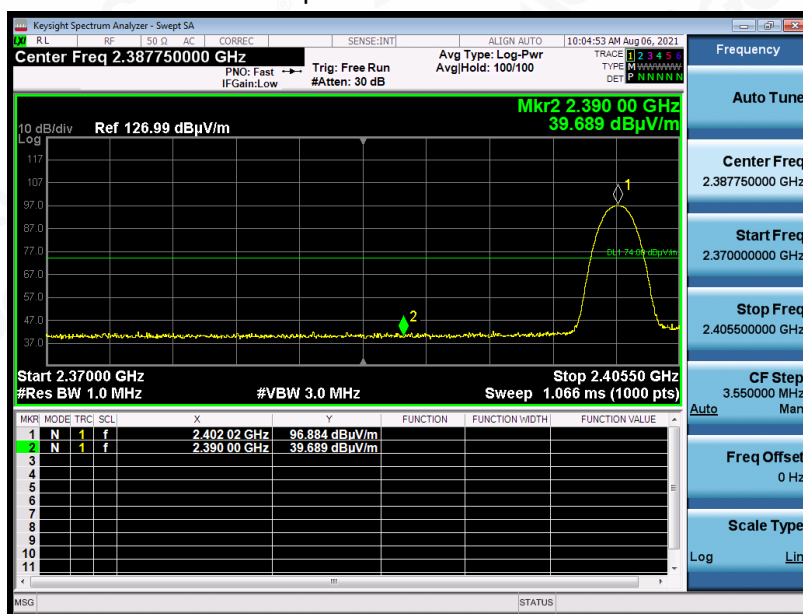 Keysight Spectrum Analyzer - Swept SA
LXI RL RF 50 Ω AC CORREC SENSE:INT ALIGN AUTO 10:04:53 AM Aug 06, 2021
Center Freq 2.387750000 GHz
PNO: Fast
IFGain:Low
Trig: Free Run
#Atten: 30 dB
Avg Type: Log-Pwr
Avg|Hold: 100/100
TRACE 1 2 3 4 5 6
TYPE M WWWWW
DET P N N N N N
Mkr2 2.390 00 GHz
39.689 dBµV/m
10 dB/div Ref 126.99 dBµV/m
Log
117
107
97.0
87.0
77.0
67.0
57.0
47.0
37.0
1
DL1 74.00 dBµV/m
2
Start 2.37000 GHz Stop 2.40550 GHz
#Res BW 1.0 MHz #VBW 3.0 MHz Sweep 1.066 ms (1000 pts)
MKR MODE TRC SCL X Y FUNCTION FUNCTION WIDTH FUNCTION VALUE
1 N 1 f 2.402 02 GHz 96.884 dBµV/m
2 N 1 f 2.390 00 GHz 39.689 dBµV/m
3
4
5
6
7
8
9
10
11
MSG STATUS
Frequency
Auto Tune
Center Freq
2.387750000 GHz
Start Freq
2.370000000 GHz
Stop Freq
2.405500000 GHz
CF Step
3.550000 MHz
Auto Man
Freq Offset
0 Hz
Scale Type
Log Lin